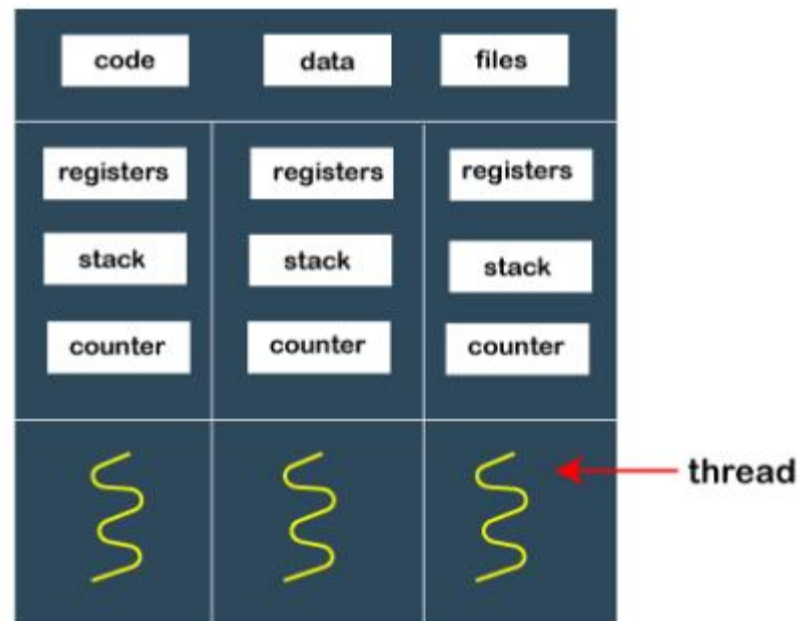 code data files
registers registers registers
stack stack stack
counter counter counter
thread